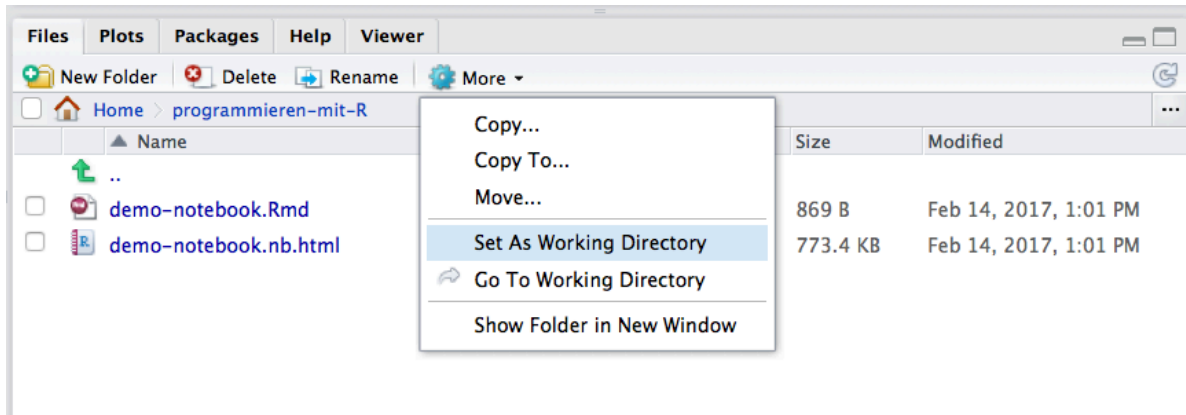 Files Plots Packages Help Viewer
New Folder Delete Rename More
Home programmieren-mit-R ...
Name Size Modified
..
demo-notebook.Rmd 869 B Feb 14, 2017, 1:01 PM
demo-notebook.nb.html 773.4 KB Feb 14, 2017, 1:01 PM
Copy...
Copy To...
Move...
Set As Working Directory
Go To Working Directory
Show Folder in New Window